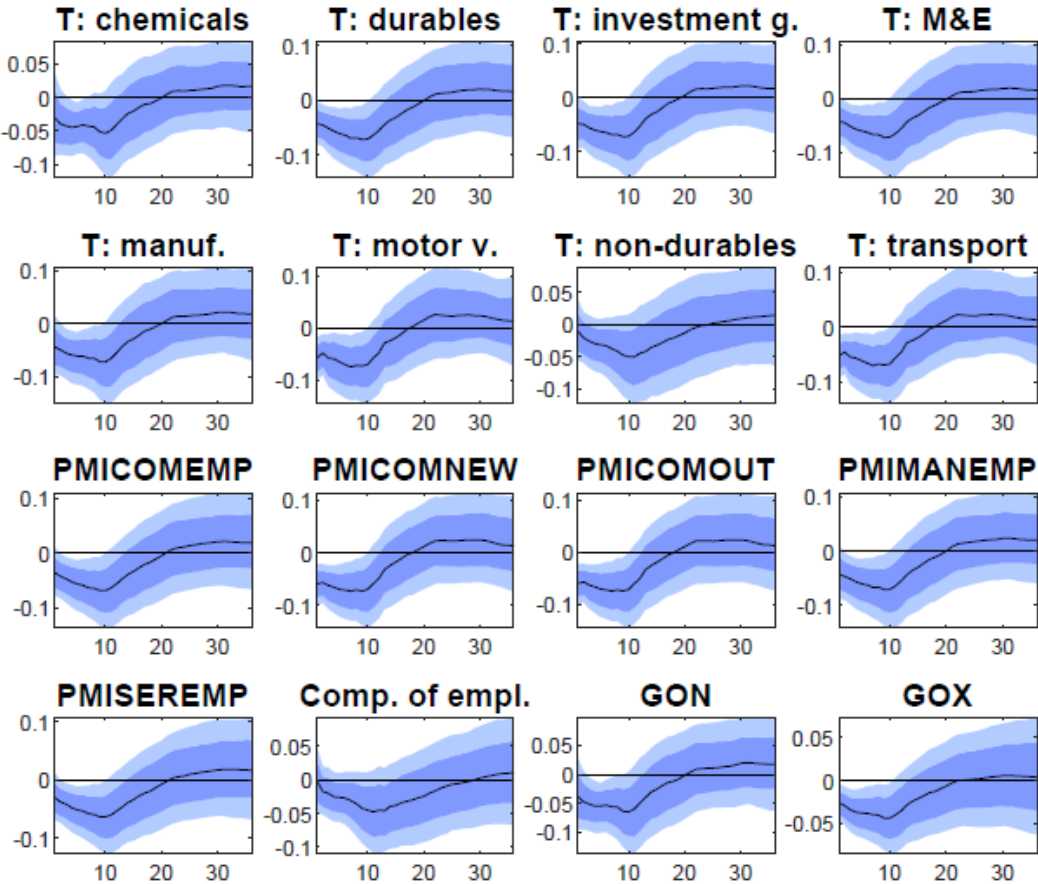 T: chemicals T: durables T: investment g. T: M&E
0.05 0.1 0.1 0.1
0 0 0 0
-0.05
-0.1 -0.1 -0.1 -0.1
10 20 30 10 20 30 10 20 30 10 20 30
T: manuf. T: motor v. T: non-durables T: transport
0.1 0.1 0.05 0.1
0 0 0 0
-0.05
-0.1 -0.1 -0.1 -0.1
10 20 30 10 20 30 10 20 30 10 20 30
PMICOMEMP PMICOMNEW PMICOMOUT PMIMANEMP
0.1 0.1 0.1 0.1
0 0 0 0
-0.1 -0.1 -0.1 -0.1
10 20 30 10 20 30 10 20 30 10 20 30
PMISEREMP Comp. of empl. GON GOX
0.1 0.05 0.05 0.05
0 0 0 0
-0.05 -0.05 -0.05
-0.1 -0.1 -0.1
10 20 30 10 20 30 10 20 30 10 20 30